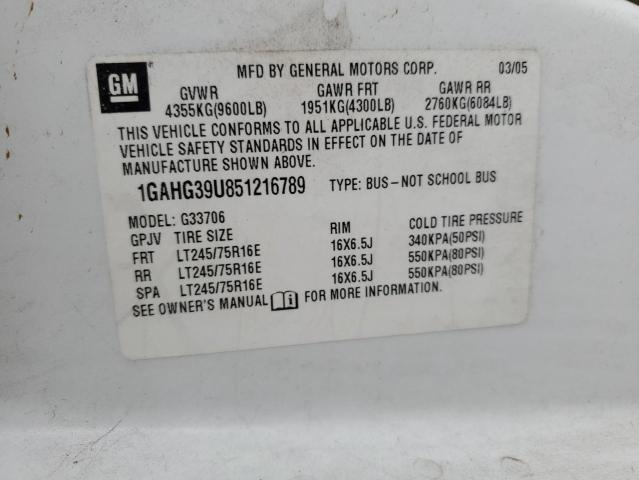 GM
MFD BY GENERAL MOTORS CORP. 03/05
GVWR GAWR FRT GAWR RR
4355KG(9600LB) 1951KG(4300LB) 2760KG(6084LB)
THIS VEHICLE CONFORMS TO ALL APPLICABLE U.S. FEDERAL MOTOR
VEHICLE SAFETY STANDARDS IN EFFECT ON THE DATE OF
MANUFACTURE SHOWN ABOVE.
1GAHG39U851216789 TYPE: BUS-NOT SCHOOL BUS
MODEL: G33706
GPJV TIRE SIZE RIM COLD TIRE PRESSURE
FRT LT245/75R16E 16X6.5J 340KPA(50PSI)
RR LT245/75R16E 16X6.5J 550KPA(80PSI)
SPA LT245/75R16E 16X6.5J 550KPA(80PSI)
SEE OWNER'S MANUAL FOR MORE INFORMATION.